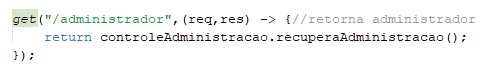 get("/administrador",(req,res) -> {//retorna administrador
return controleAdministracao.recuperaAdministracao();
});